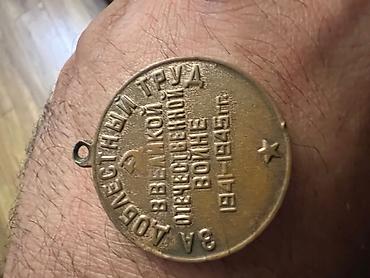 ЗА ДОБЛЕСТНЫЙ ТРУД
В ВЕЛИКОЙ
ОТЕЧЕСТВЕННОЙ
ВОЙНЕ
1941–1945 гг.